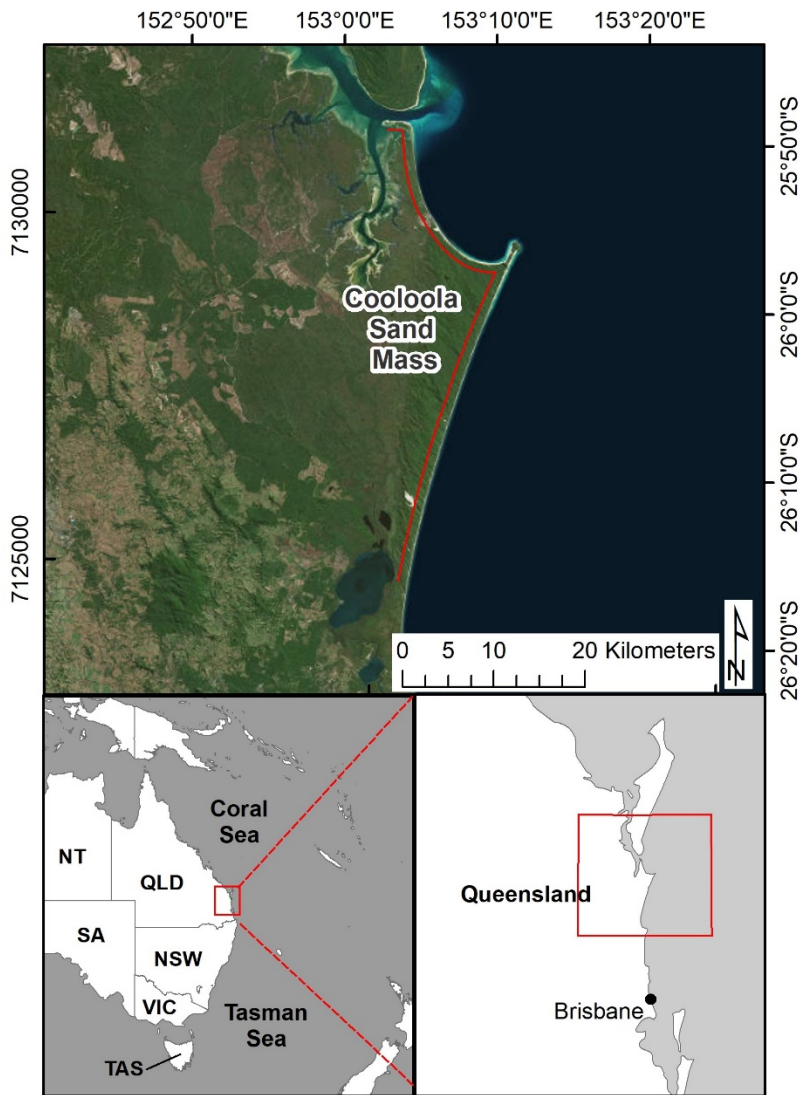 152°50'0"E 153°0'0"E 153°10'0"E 153°20'0"E
25°50'0"S
7130000
Cooloola
Sand
Mass
26°0'0"S
26°10'0"S
7125000
0 5 10 20 Kilometers
N
26°20'0"S
Coral
Sea
NT
QLD
SA
NSW
VIC
Tasman
Sea
TAS
Queensland
Brisbane